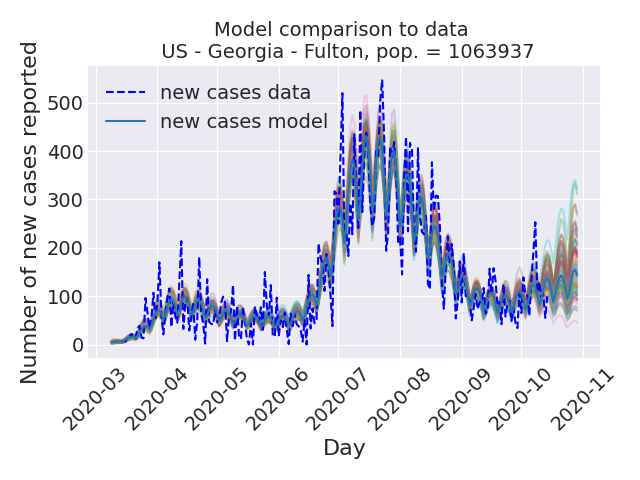 Model comparison to data
US - Georgia - Fulton, pop. = 1063937
Number of new cases reported
500
400
300
200
100
0
new cases data
new cases model
2020-03
2020-04
2020-05
2020-06
2020-07
2020-08
2020-09
2020-10
2020-11
Day